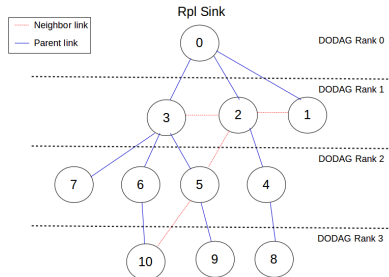 Rpl Sink
Neighbor link
Parent link
0
DODAG Rank 0
DODAG Rank 1
3
2
1
DODAG Rank 2
7
6
5
4
DODAG Rank 3
10
9
8